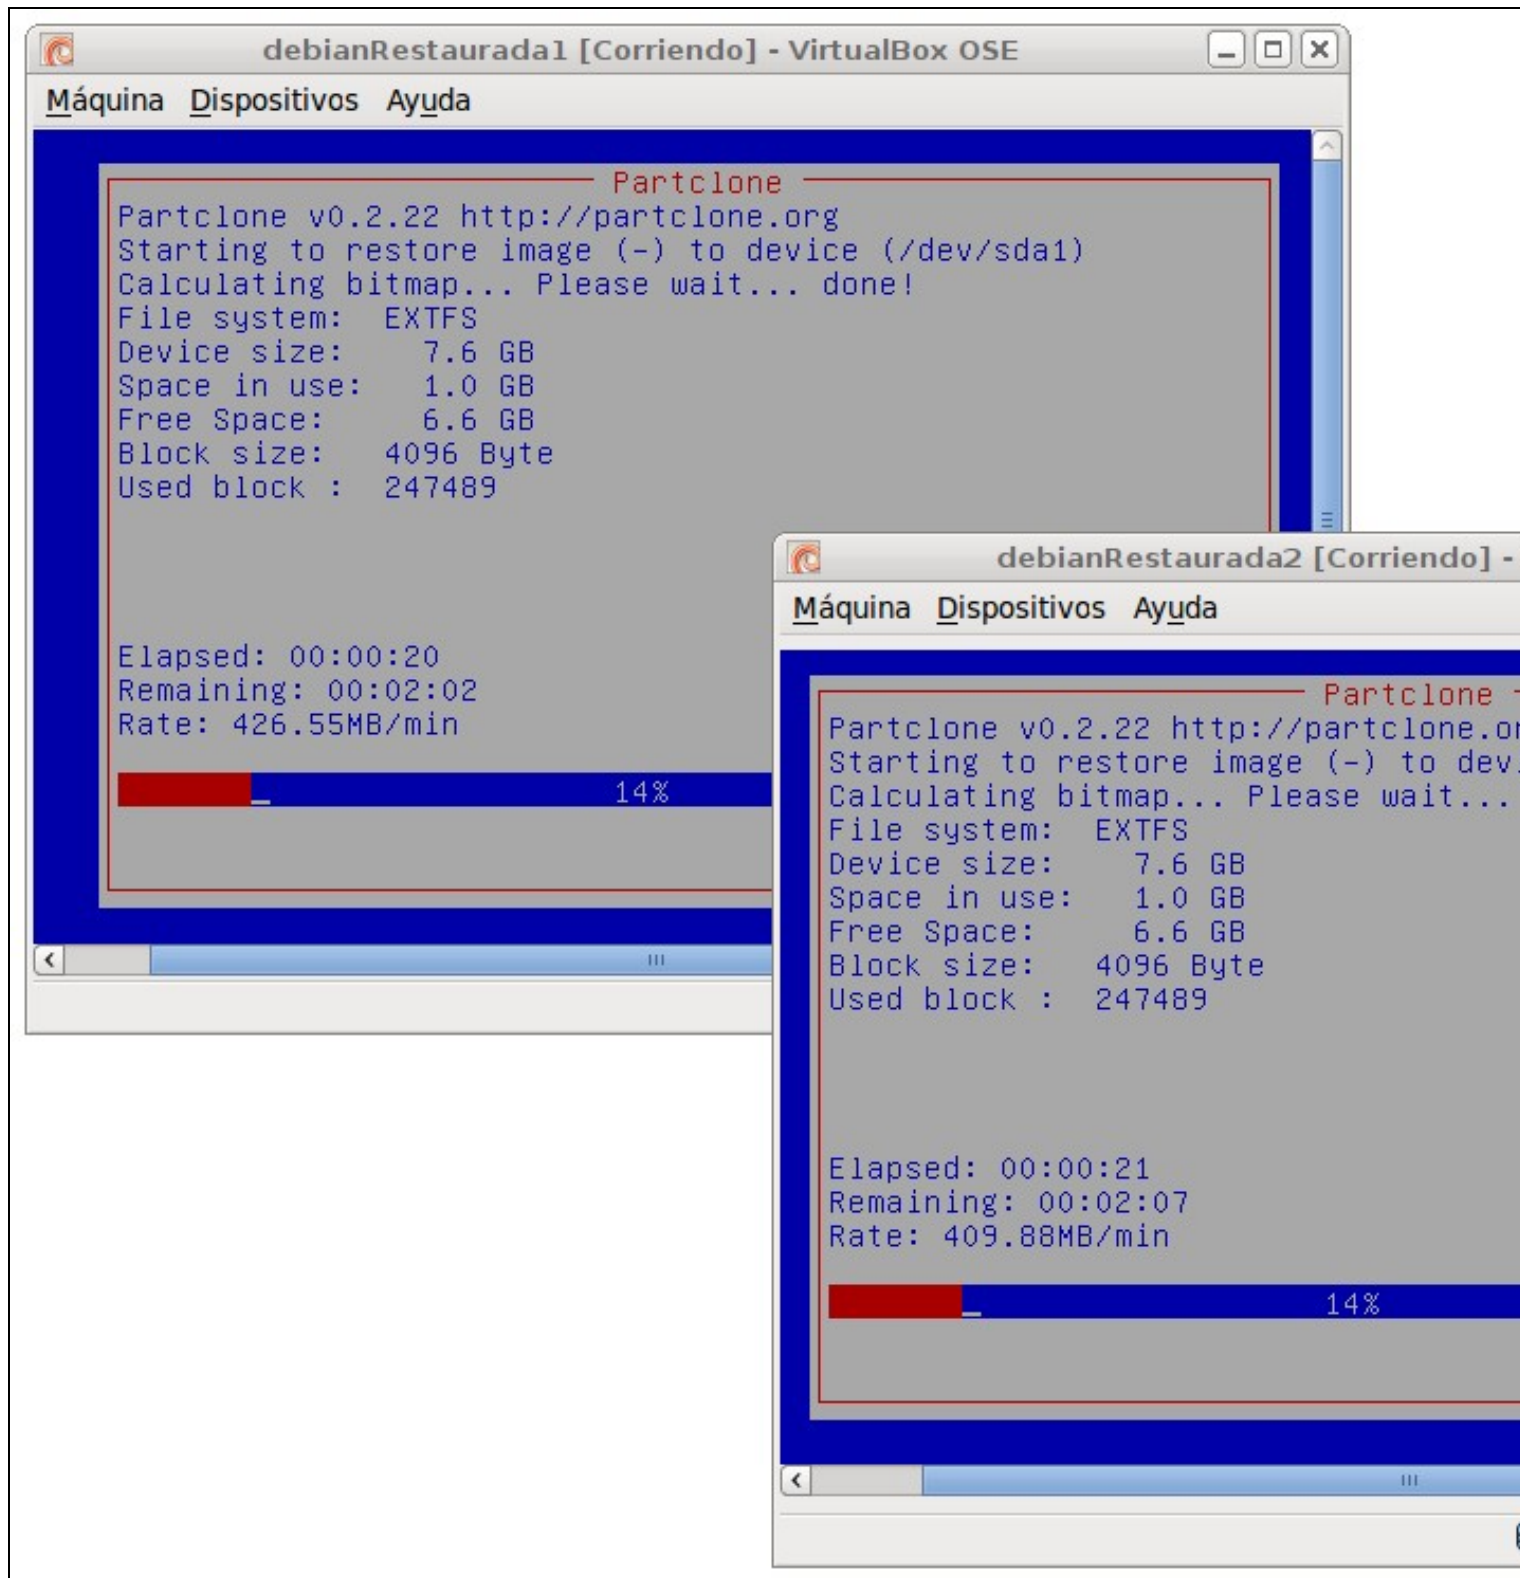 debianRestaurada1 [Corriendo] - VirtualBox OSE
Máquina Dispositivos Ayuda
Partclone
Partclone v0.2.22 http://partclone.org
Starting to restore image (-) to device (/dev/sda1)
Calculating bitmap... Please wait... done!
File system: EXTFS
Device size: 7.6 GB
Space in use: 1.0 GB
Free Space: 6.6 GB
Block size: 4096 Byte
Used block : 247489
Elapsed: 00:00:20
Remaining: 00:02:02
Rate: 426.55MB/min
14%
debianRestaurada2 [Corriendo] -
Máquina Dispositivos Ayuda
Partclone
Partclone v0.2.22 http://partclone.or
Starting to restore image (-) to dev
Calculating bitmap... Please wait...
File system: EXTFS
Device size: 7.6 GB
Space in use: 1.0 GB
Free Space: 6.6 GB
Block size: 4096 Byte
Used block : 247489
Elapsed: 00:00:21
Remaining: 00:02:07
Rate: 409.88MB/min
14%